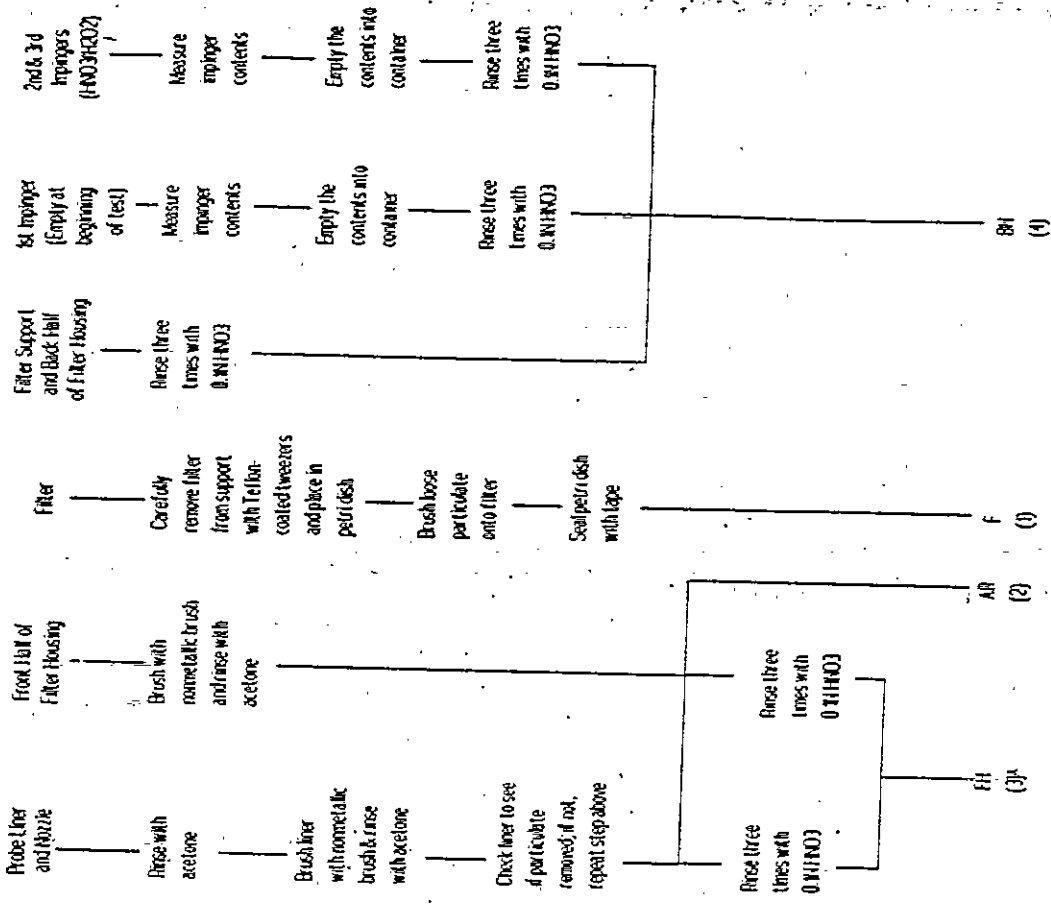 Probe Liner
and Nozzle
Rinse with
acetone
Brush liner
with nonmetallic
brush & rinse
with acetone
Check liner to see
if particulate
removed; if not,
repeat step above
Rinse three
times with
0.1N HNO3
FH
(3)
Front Half of
Filter Housing
Brush with
nonmetallic brush
and rinse with
acetone
Rinse three
times with
0.1N HNO3
AR
(2)
Filter
Carefully
remove filter
from support
with Teflon-
coated tweezers
and place in
petri dish
Brush loose
particulate
onto filter
Seal petri dish
with tape
F
(1)
Filter Support
and Back Half
of Filter Housing
Rinse three
times with
0.1N HNO3
1st Impinger
(Empty at
beginning
of test)
Measure
impinger
contents
Empty the
contents into
container
Rinse three
times with
0.1N HNO3
BH
(4)
2nd & 3rd
Impingers
(HNO3/H2O2)
Measure
impinger
contents
Empty the
contents into
container
Rinse three
times with
0.1N HNO3